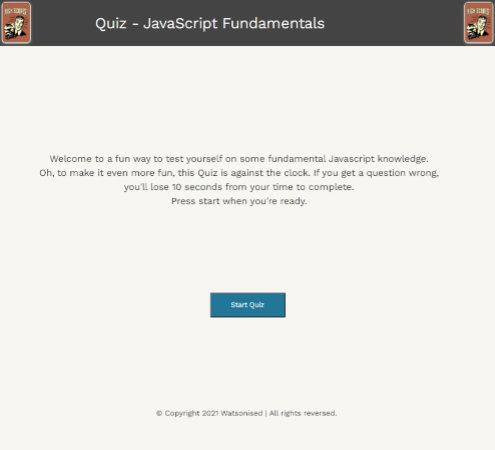 HIGH SCORES
Quiz - JavaScript Fundamentals
HIGH SCORES
Welcome to a fun way to test yourself on some fundamental Javascript knowledge.
Oh, to make it even more fun, this Quiz is against the clock. If you get a question wrong,
you'll lose 10 seconds from your time to complete.
Press start when you're ready.
Start Quiz
© Copyright 2021 Watsonised | All rights reversed.